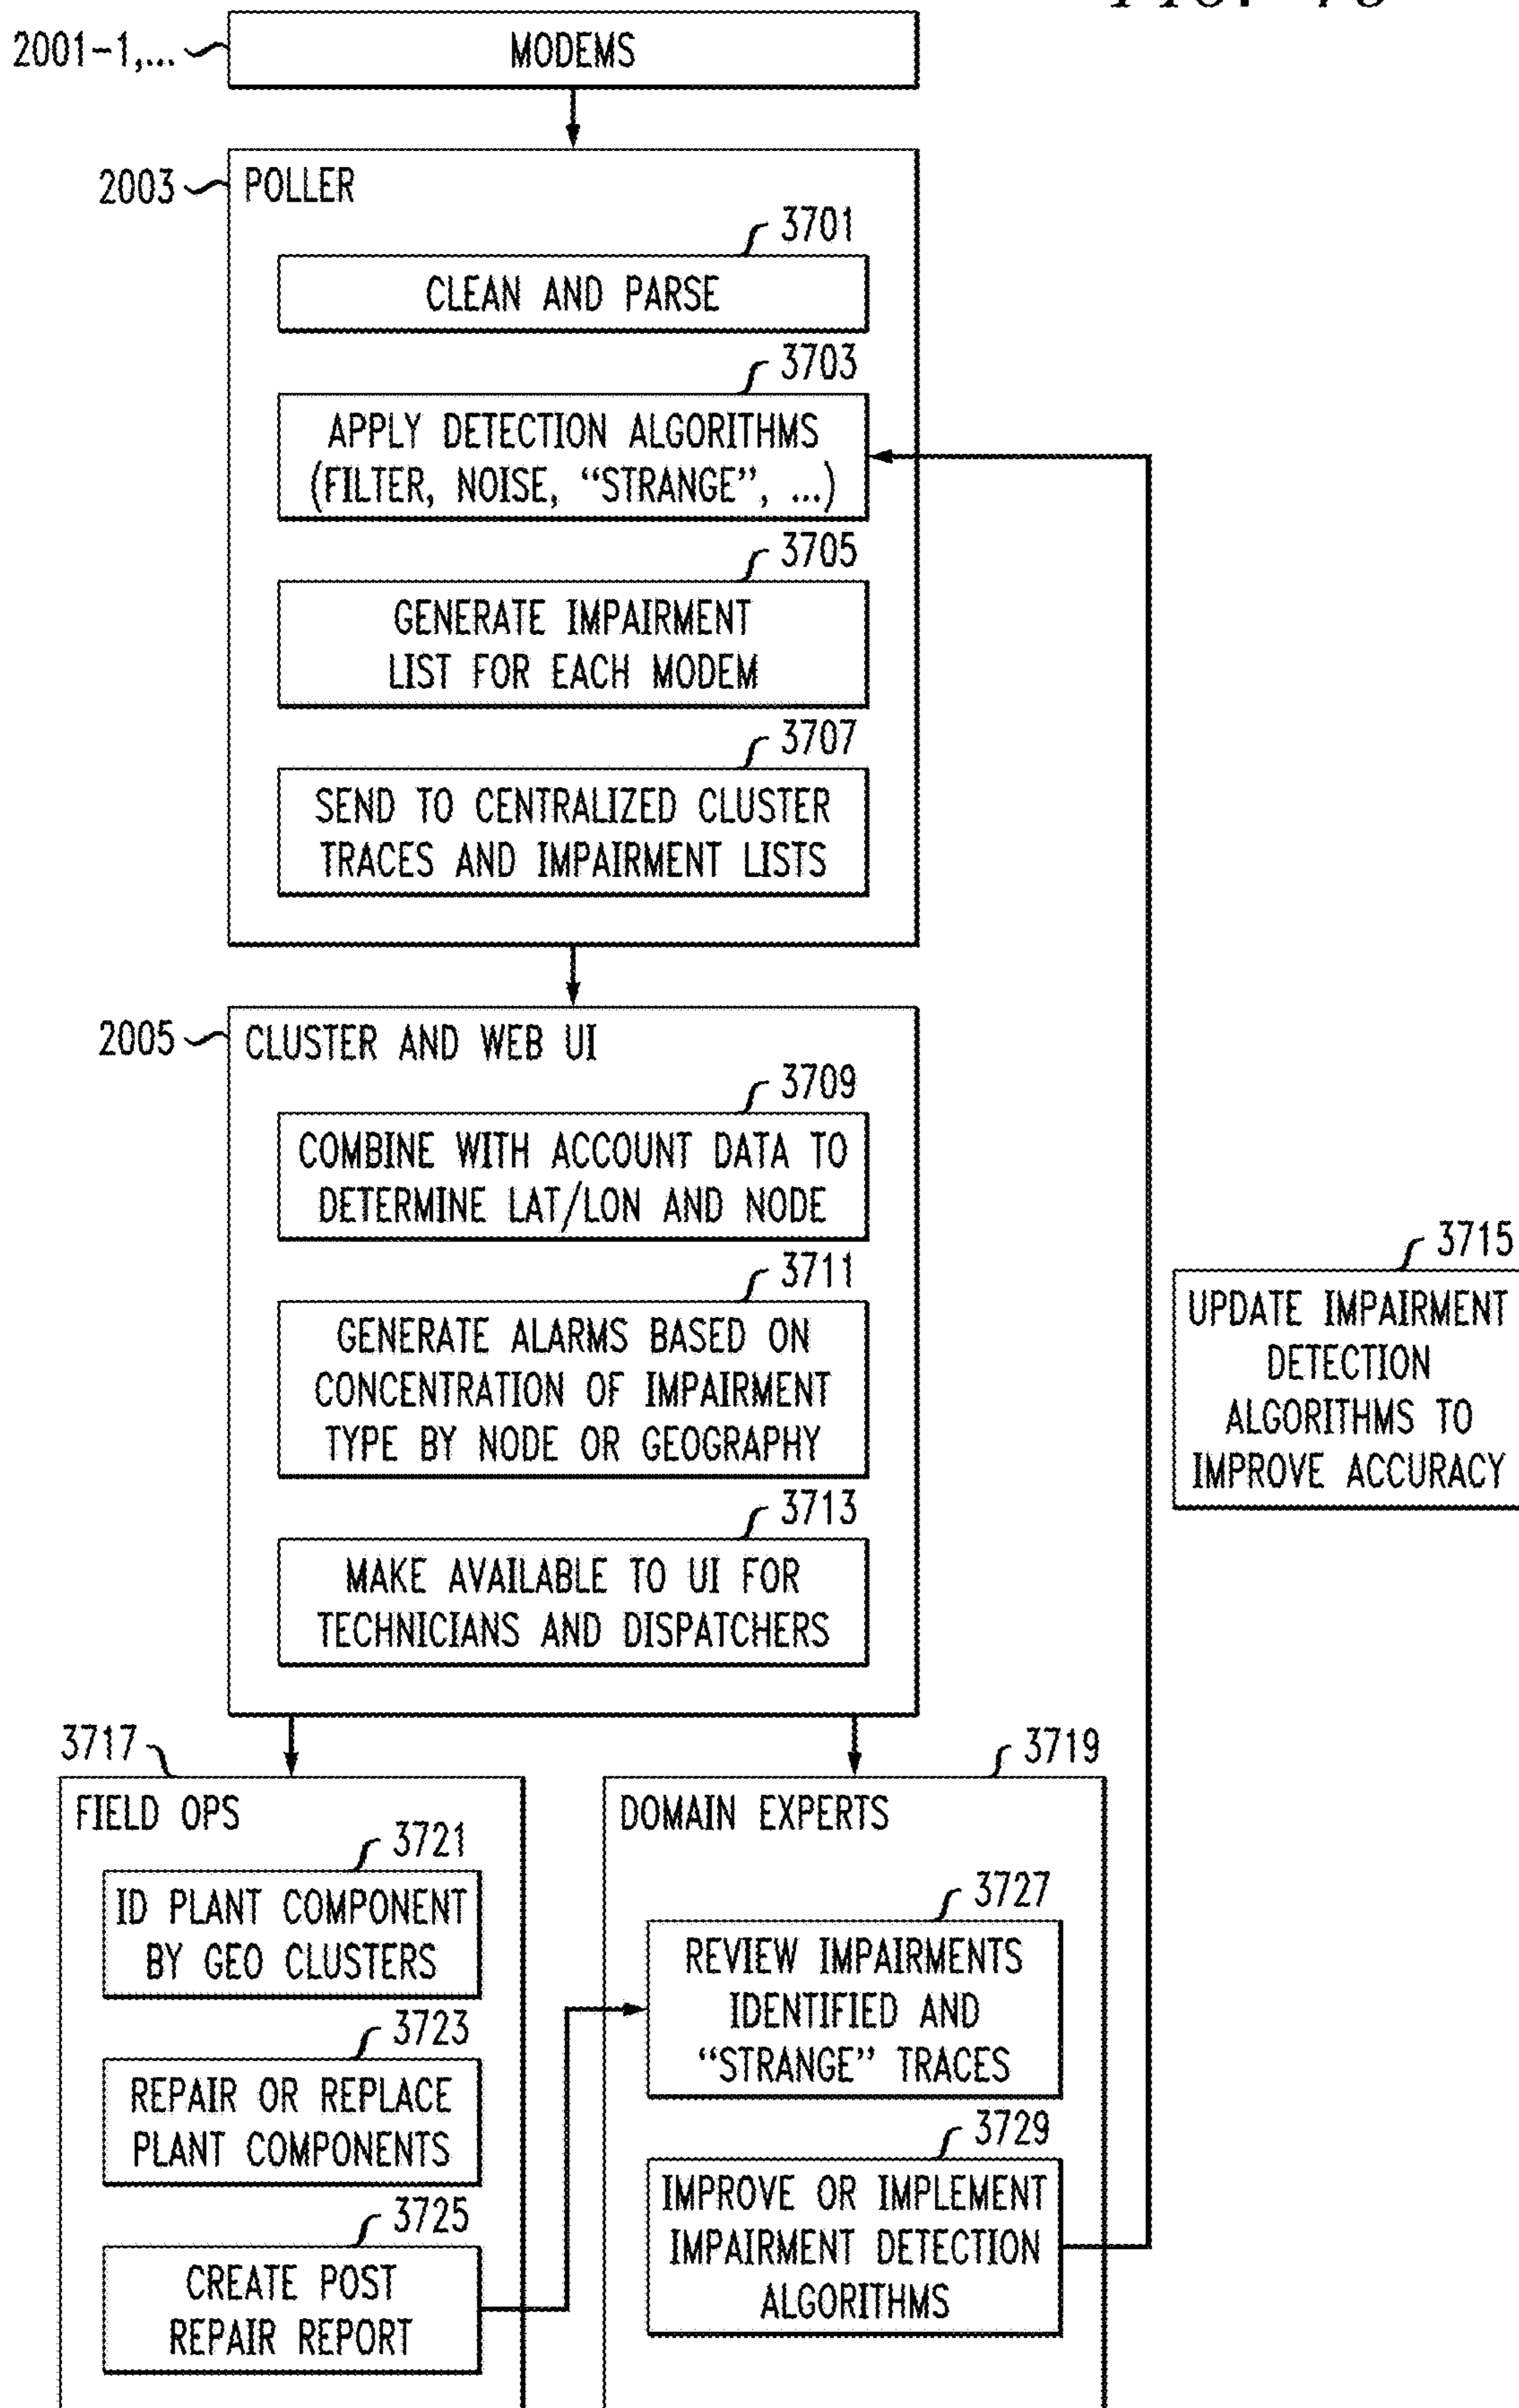 2001-1,...
MODEMS
2003
POLLER
3701
CLEAN AND PARSE
3703
APPLY DETECTION ALGORITHMS
(FILTER, NOISE, “STRANGE”, ...)
3705
GENERATE IMPAIRMENT
LIST FOR EACH MODEM
3707
SEND TO CENTRALIZED CLUSTER
TRACES AND IMPAIRMENT LISTS
2005
CLUSTER AND WEB UI
3709
COMBINE WITH ACCOUNT DATA TO
DETERMINE LAT/LON AND NODE
3711
GENERATE ALARMS BASED ON
CONCENTRATION OF IMPAIRMENT
TYPE BY NODE OR GEOGRAPHY
3713
MAKE AVAILABLE TO UI FOR
TECHNICIANS AND DISPATCHERS
3715
UPDATE IMPAIRMENT
DETECTION
ALGORITHMS TO
IMPROVE ACCURACY
3717
FIELD OPS
3721
ID PLANT COMPONENT
BY GEO CLUSTERS
3723
REPAIR OR REPLACE
PLANT COMPONENTS
3725
CREATE POST
REPAIR REPORT
3719
DOMAIN EXPERTS
3727
REVIEW IMPAIRMENTS
IDENTIFIED AND
“STRANGE” TRACES
3729
IMPROVE OR IMPLEMENT
IMPAIRMENT DETECTION
ALGORITHMS